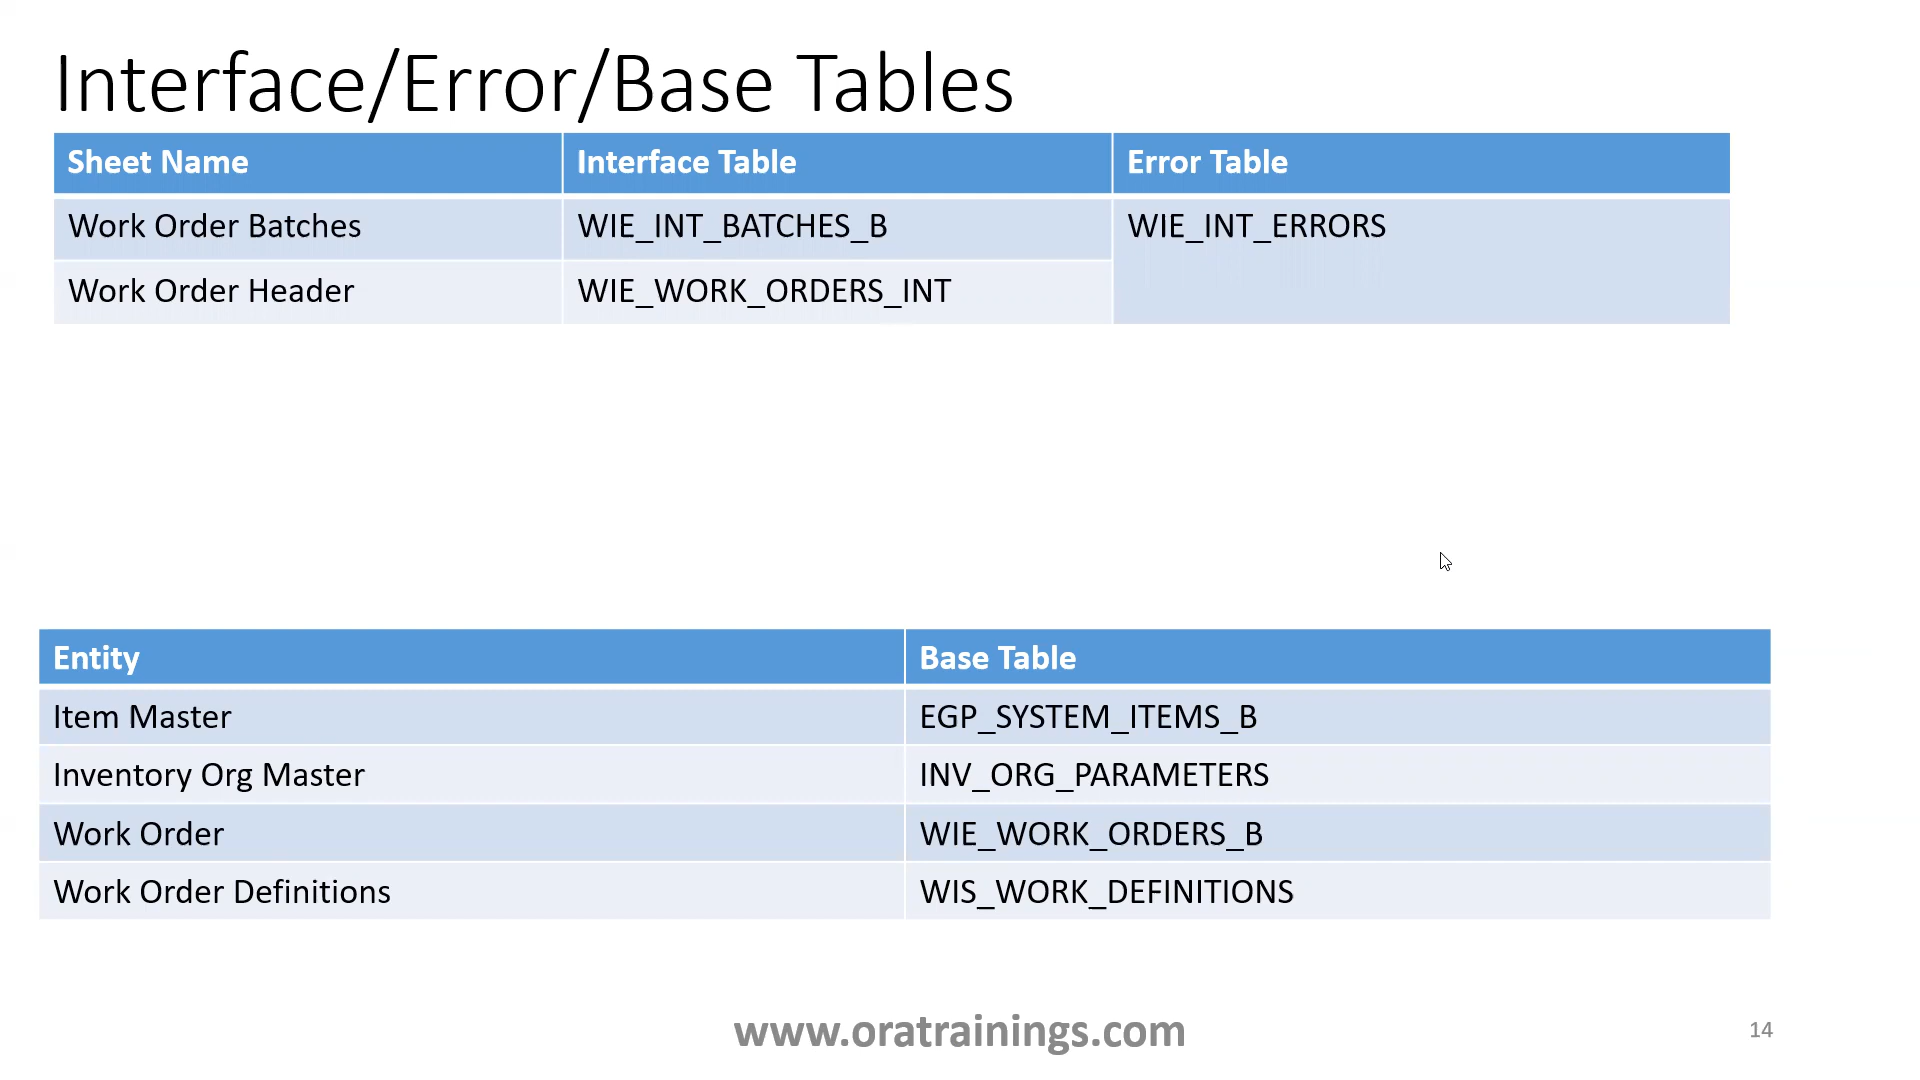 Interface/Error/Base Tables
Sheet Name Interface Table Error Table
Work Order Batches WIE_INT_BATCHES_B WIE_INT_ERRORS
Work Order Header WIE_WORK_ORDERS_INT
Entity Base Table
Item Master EGP_SYSTEM_ITEMS_B
Inventory Org Master INV_ORG_PARAMETERS
Work Order WIE_WORK_ORDERS_B
Work Order Definitions WIS_WORK_DEFINITIONS
www.oratrainings.com
14